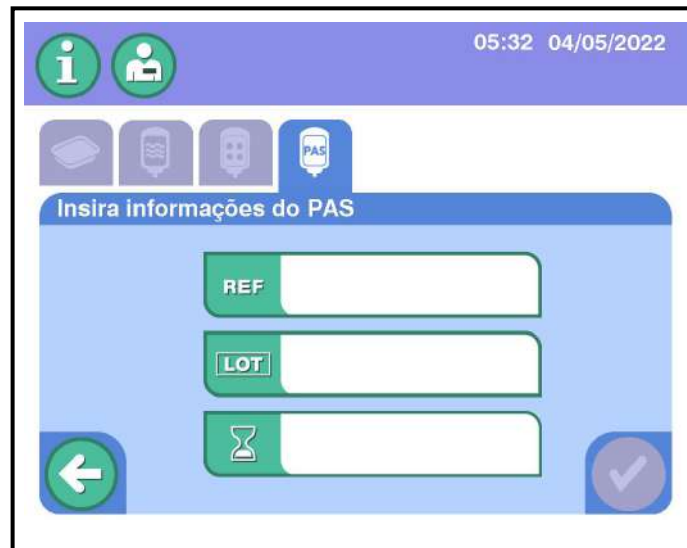 05:32 04/05/2022
PAS
Insira informações do PAS
REF
LOT